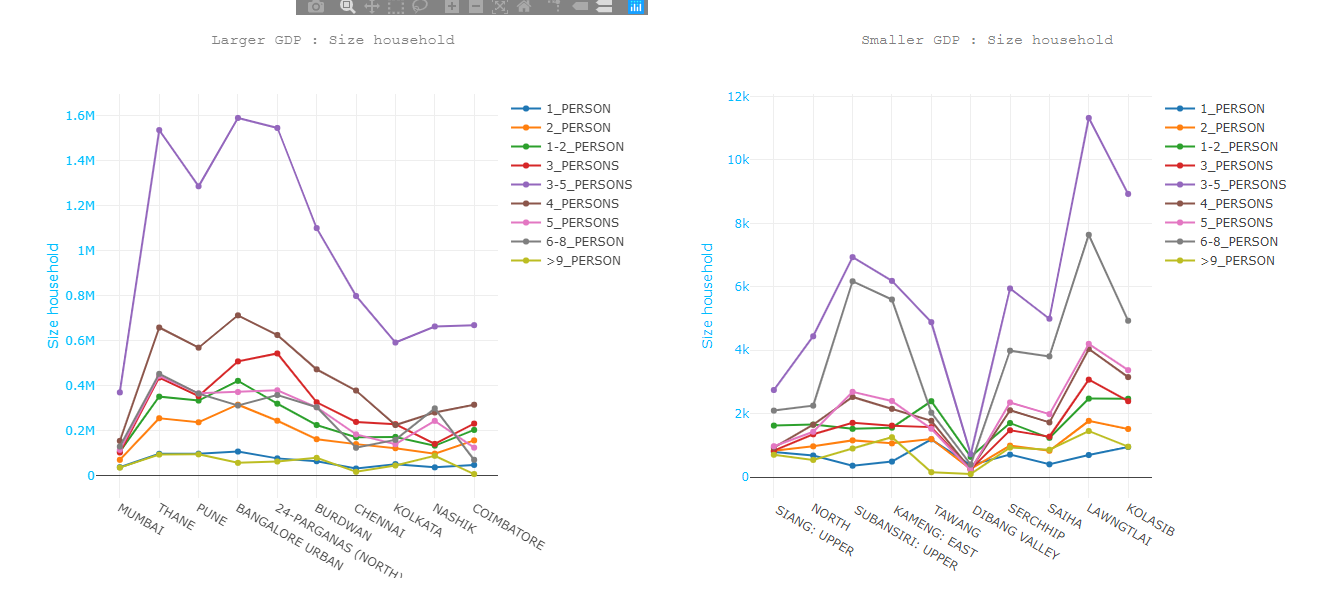 Larger GDP : Size household
Size household
1.6M
1.4M
1.2M
1M
0.8M
0.6M
0.4M
0.2M
0
MUMBAI
THANE
PUNE
BANGALORE URBAN
24-PARGANAS (NORTH)
BURDWAN
CHENNAI
KOLKATA
NASHIK
COIMBATORE
1_PERSON
2_PERSON
1-2_PERSON
3_PERSONS
3-5_PERSONS
4_PERSONS
5_PERSONS
6-8_PERSON
>9_PERSON
Smaller GDP : Size household
Size household
12k
10k
8k
6k
4k
2k
0
SIANG: UPPER
NORTH
SUBANSIRI: UPPER
KAMENG: EAST
TAWANG
DIBANG VALLEY
SERCHHIP
SAIHA
LAWNGTLAI
KOLASIB
1_PERSON
2_PERSON
1-2_PERSON
3_PERSONS
3-5_PERSONS
4_PERSONS
5_PERSONS
6-8_PERSON
>9_PERSON